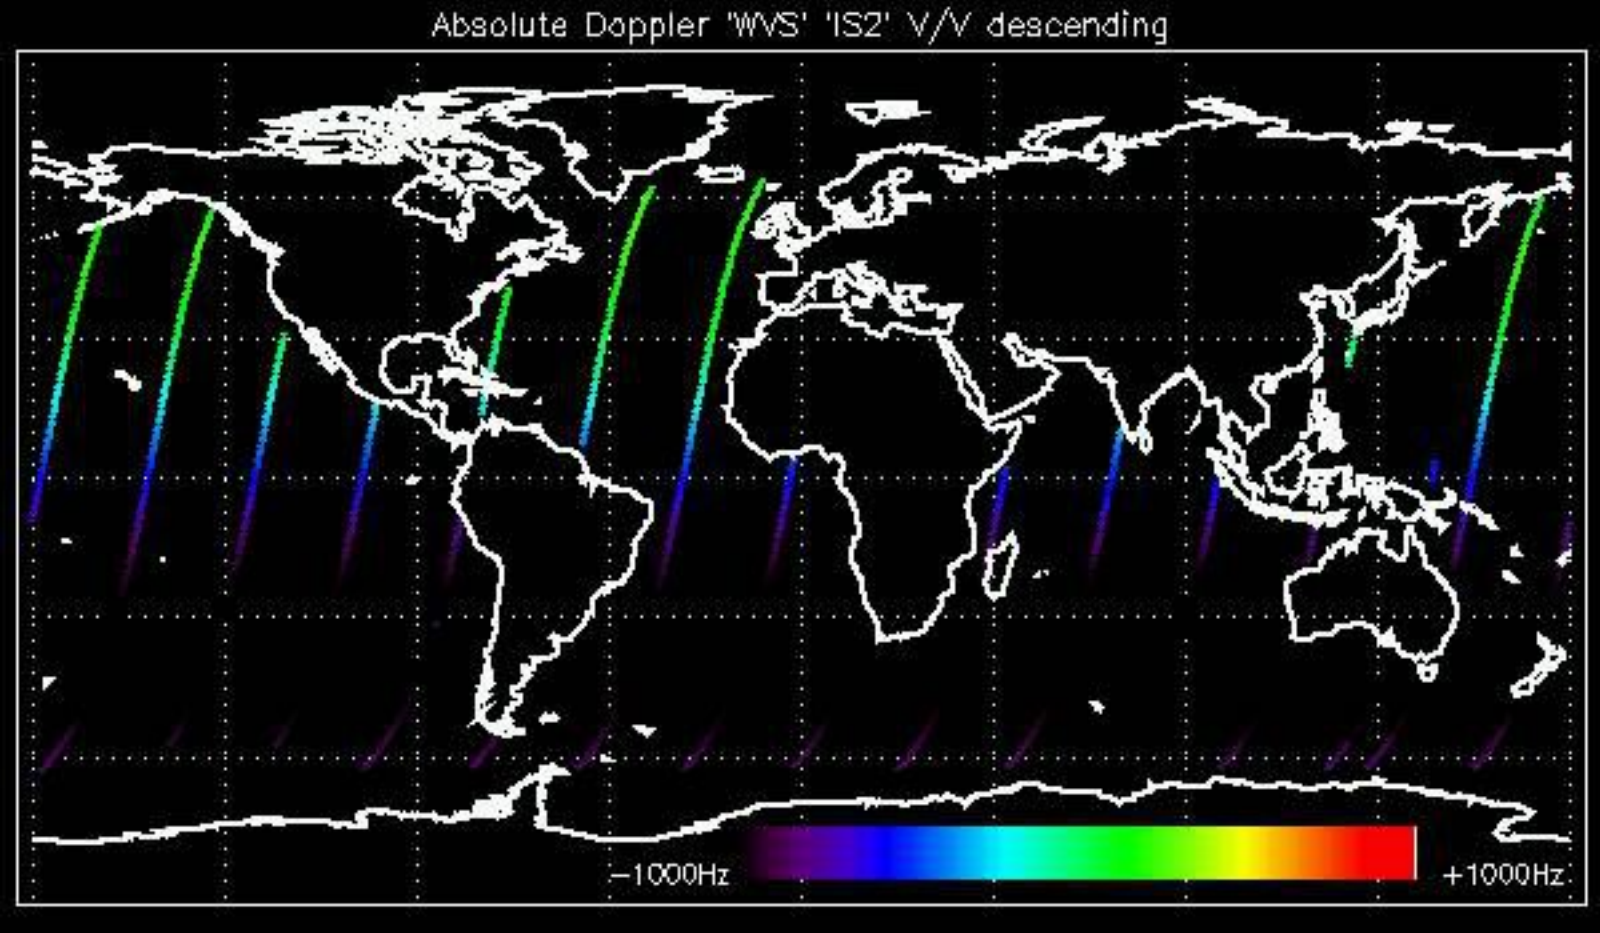 Absolute Doppler 'WVS' 'IS2' V/V descending
−1000Hz
+1000Hz